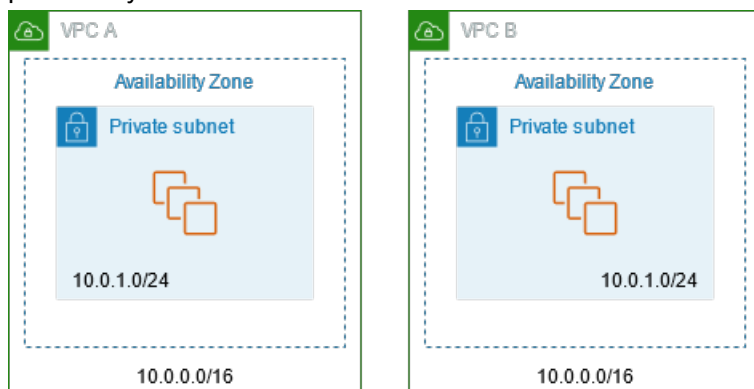 VPC A
VPC B
Availability Zone
Availability Zone
Private subnet
Private subnet
10.0.1.0/24
10.0.1.0/24
10.0.0.0/16
10.0.0.0/16